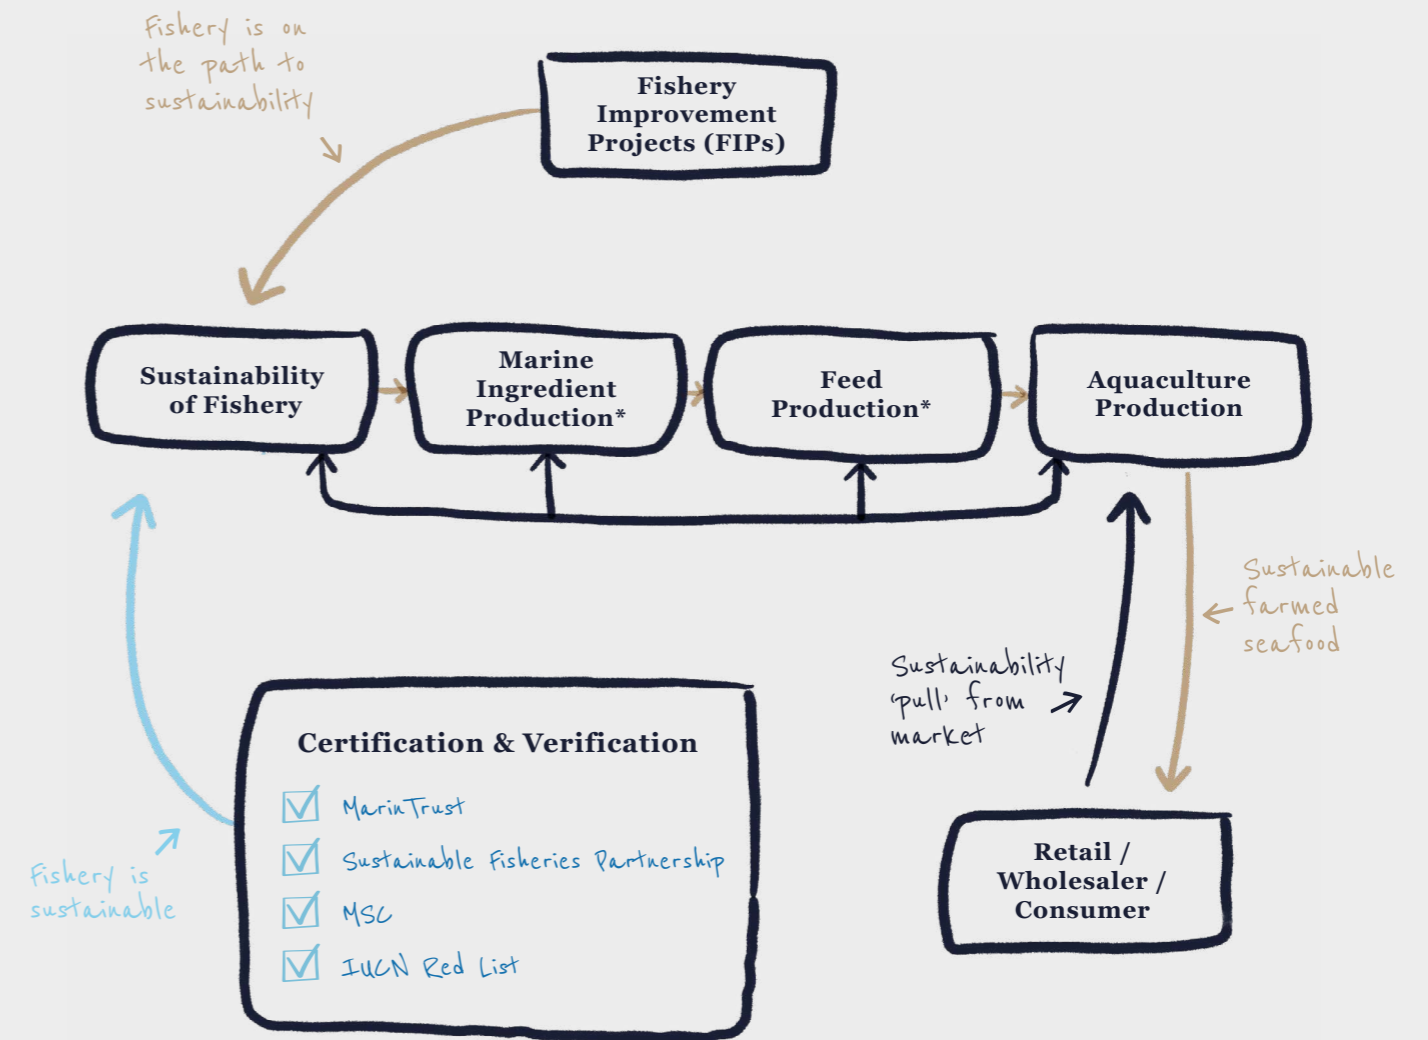 Fishery is on
the path to
sustainability
Fishery
Improvement
Projects (FIPs)
Sustainability
of Fishery
Marine
Ingredient
Production*
Feed
Production*
Aquaculture
Production
Sustainable
farmed
seafood
Sustainability
'pull' from
market
Certification & Verification
MarinTrust
Sustainable Fisheries Partnership
MSC
IUCN Red List
Fishery is
sustainable
Retail /
Wholesaler /
Consumer